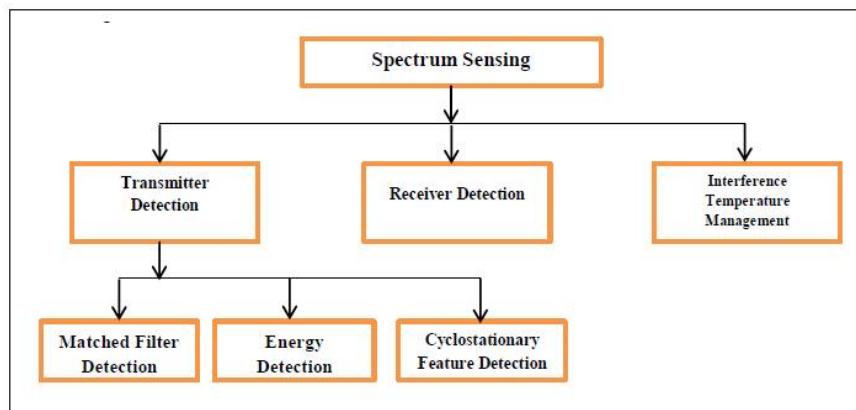 Spectrum Sensing
Transmitter
Detection
Receiver Detection
Interference
Temperature
Management
Matched Filter
Detection
Energy
Detection
Cyclostationary
Feature Detection